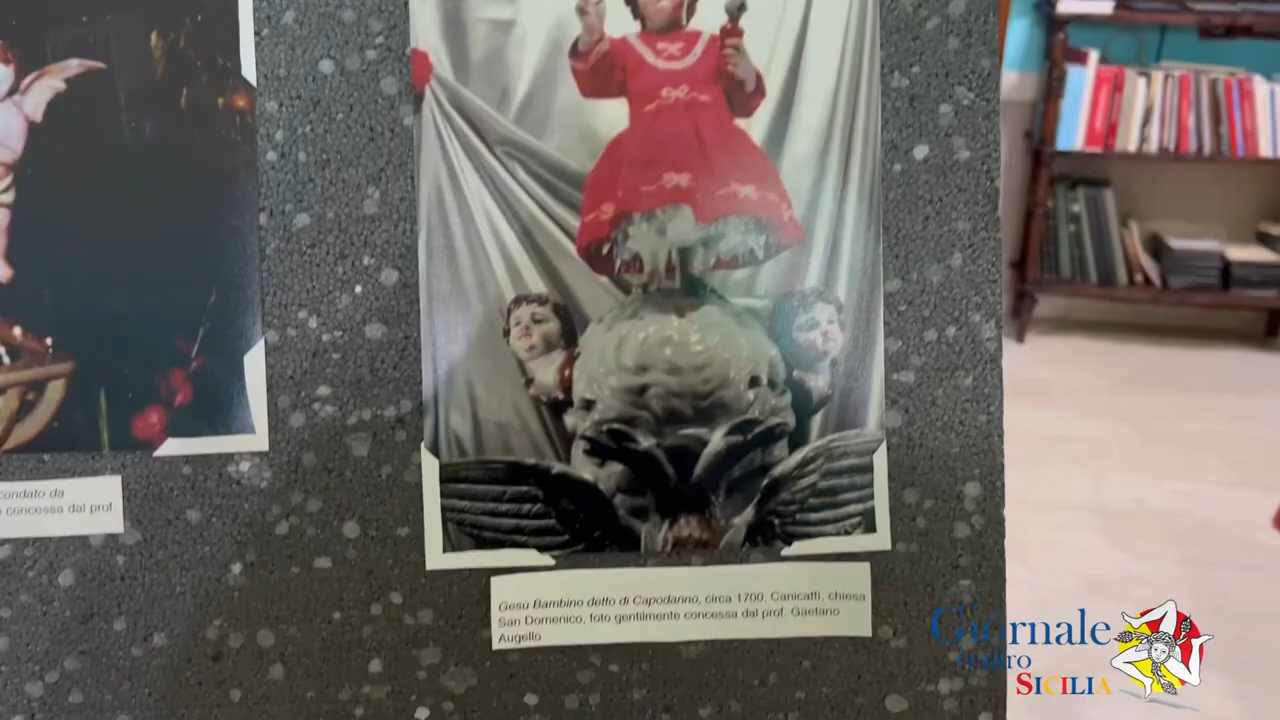 condato da
concessa dal prof.
Gesù Bambino detto di Capodanno, circa 1700, Canicattì, chiesa
San Domenico, foto gentilmente concessa dal prof. Gaetano
Augello
Giornale
centro
SICILIA